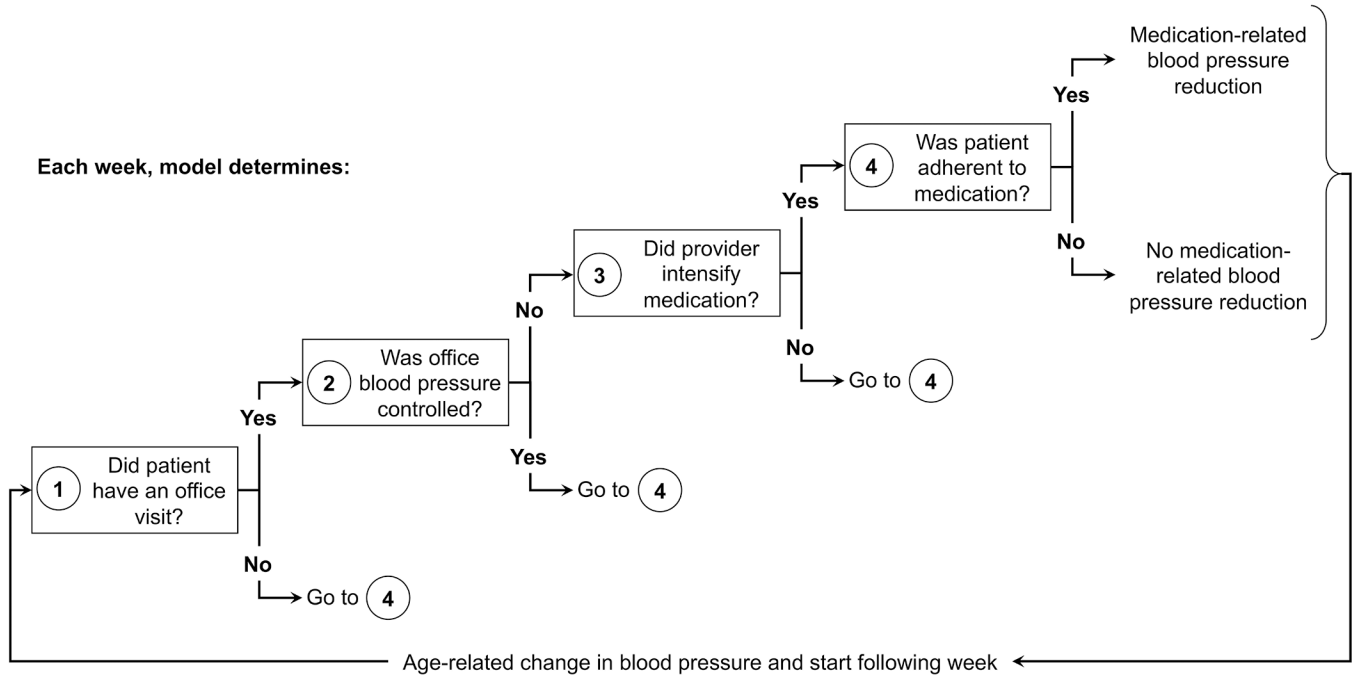 Each week, model determines:
1
Did patient
have an office
visit?
Yes
No
Go to 4
2
Was office
blood pressure
controlled?
No
Yes
Go to 4
3
Did provider
intensify
medication?
Yes
No
Go to 4
4
Was patient
adherent to
medication?
Yes
No
Medication-related
blood pressure
reduction
No medication-
related blood
pressure reduction
Age-related change in blood pressure and start following week